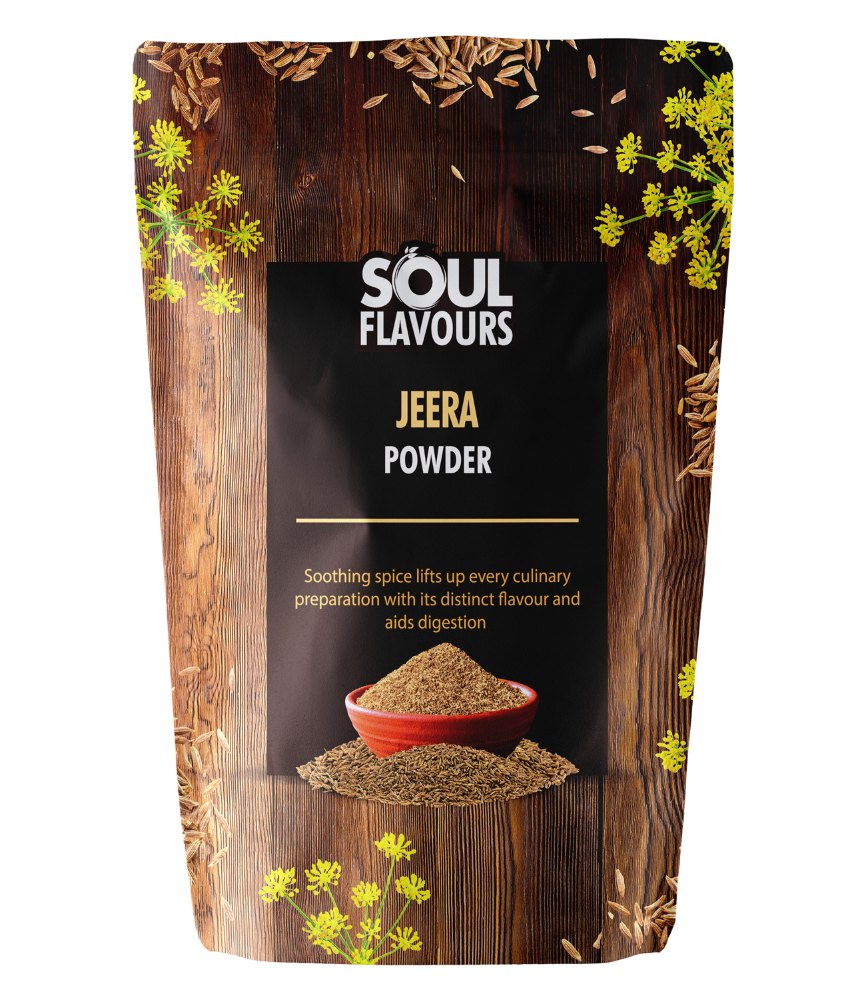 SOUL
FLAVOURS
JEERA
POWDER
Soothing spice lifts up every culinary
preparation with its distinct flavour and
aids digestion